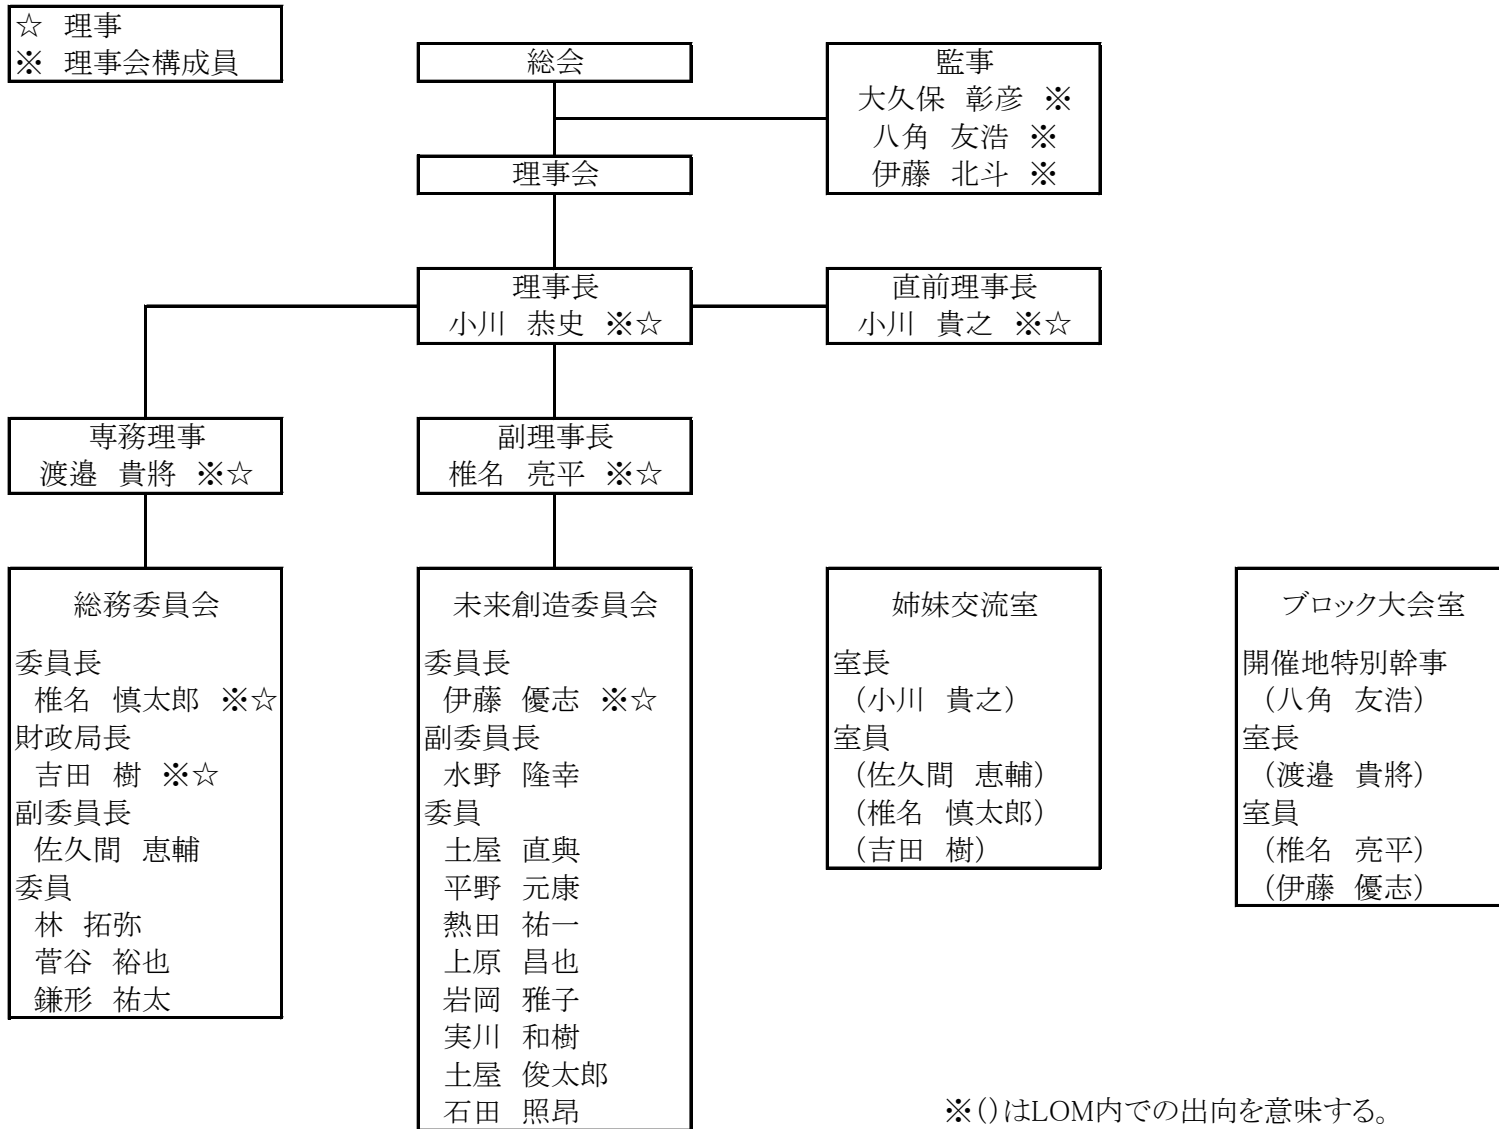 ☆ 理事
※ 理事会構成員
総会
監事
大久保 彰彦 ※
八角 友浩 ※
伊藤 北斗 ※
理事会
理事長
小川 恭史 ※☆
直前理事長
小川 貴之 ※☆
専務理事
渡邉 貴將 ※☆
副理事長
椎名 亮平 ※☆
総務委員会
委員長
椎名 慎太郎 ※☆
財政局長
吉田 樹 ※☆
副委員長
佐久間 恵輔
委員
林 拓弥
菅谷 裕也
鎌形 祐太
未来創造委員会
委員長
伊藤 優志 ※☆
副委員長
水野 隆幸
委員
土屋 直與
平野 元康
熱田 祐一
上原 昌也
岩岡 雅子
実川 和樹
土屋 俊太郎
石田 照昂
姉妹交流室
室長
（小川 貴之）
室員
（佐久間 恵輔）
（椎名 慎太郎）
（吉田 樹）
ブロック大会室
開催地特別幹事
（八角 友浩）
室長
（渡邉 貴將）
室員
（椎名 亮平）
（伊藤 優志）
※()はLOM内での出向を意味する。